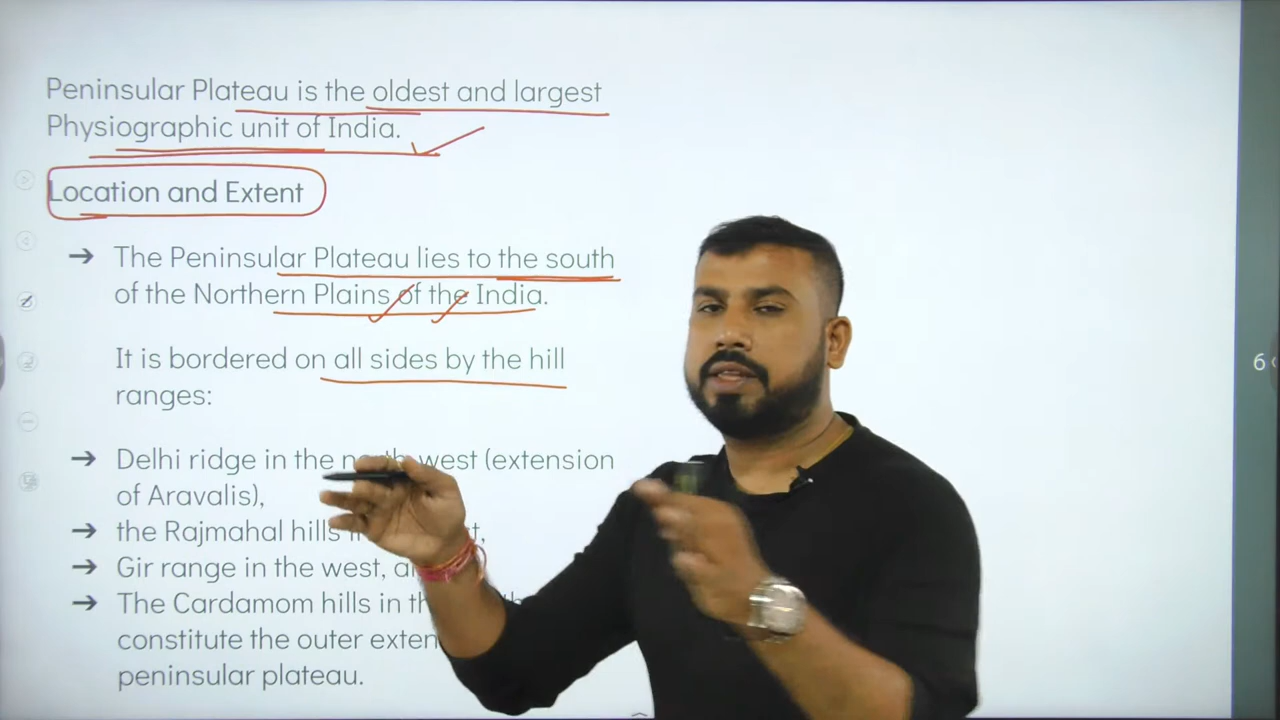 Peninsular Plateau is the oldest and largest
Physiographic unit of India.
Location and Extent
→ The Peninsular Plateau lies to the south
of the Northern Plains of the India.
It is bordered on all sides by the hill
ranges:
→ Delhi ridge in the west (extension
of Aravalis),
→ the Rajmahal hills
→ Gir range in the west,
→ The Cardamom hills in
constitute the outer
peninsular plateau.
6